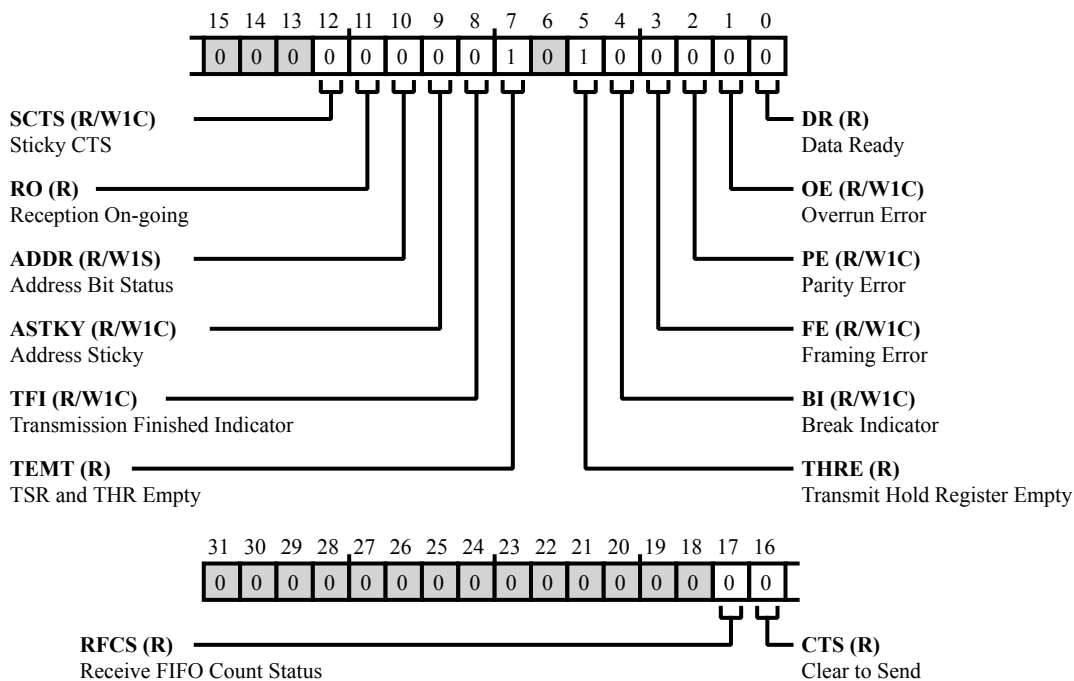 15 14 13 12 11 10 9 8 7 6 5 4 3 2 1 0
0 0 0 0 0 0 0 0 1 0 1 0 0 0 0 0
SCTS (R/W1C)
Sticky CTS
RO (R)
Reception On-going
ADDR (R/W1S)
Address Bit Status
ASTKY (R/W1C)
Address Sticky
TFI (R/W1C)
Transmission Finished Indicator
TEMT (R)
TSR and THR Empty
DR (R)
Data Ready
OE (R/W1C)
Overrun Error
PE (R/W1C)
Parity Error
FE (R/W1C)
Framing Error
BI (R/W1C)
Break Indicator
THRE (R)
Transmit Hold Register Empty
31 30 29 28 27 26 25 24 23 22 21 20 19 18 17 16
0 0 0 0 0 0 0 0 0 0 0 0 0 0 0 0
RFCS (R)
Receive FIFO Count Status
CTS (R)
Clear to Send